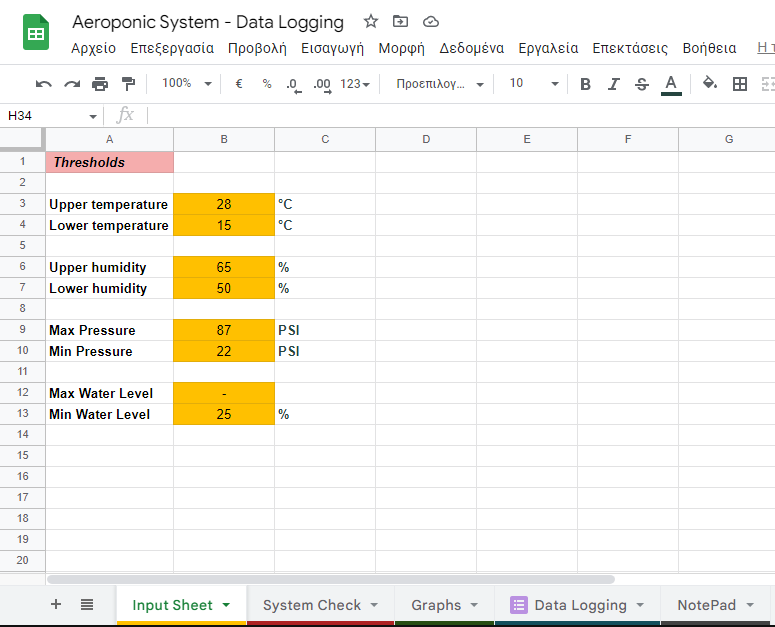 Aeroponic System - Data Logging
Αρχείο Επεξεργασία Προβολή Εισαγωγή Μορφή Δεδομένα Εργαλεία Επεκτάσεις Βοήθεια Η τ
100% € % .0 .00 123 Προεπιλογ... 10 B I S A
H34 fx
A B C D E F G
1 Thresholds
2
3 Upper temperature 28 °C
4 Lower temperature 15 °C
5
6 Upper humidity 65 %
7 Lower humidity 50 %
8
9 Max Pressure 87 PSI
10 Min Pressure 22 PSI
11
12 Max Water Level -
13 Min Water Level 25 %
14
15
16
17
18
19
20
+ Input Sheet System Check Graphs Data Logging NotePad